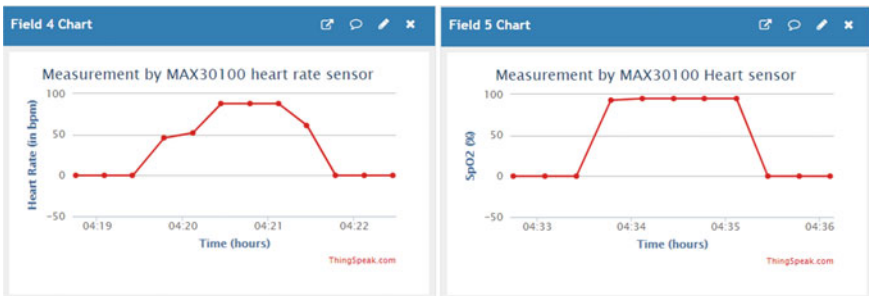 Field 4 Chart
Measurement by MAX30100 heart rate sensor
Heart Rate (in bpm)
100
50
0
-50
04:19 04:20 04:21 04:22
Time (hours)
ThingSpeak.com
Field 5 Chart
Measurement by MAX30100 Heart sensor
SpO2 (%)
100
50
0
-50
04:33 04:34 04:35 04:36
Time (hours)
ThingSpeak.com